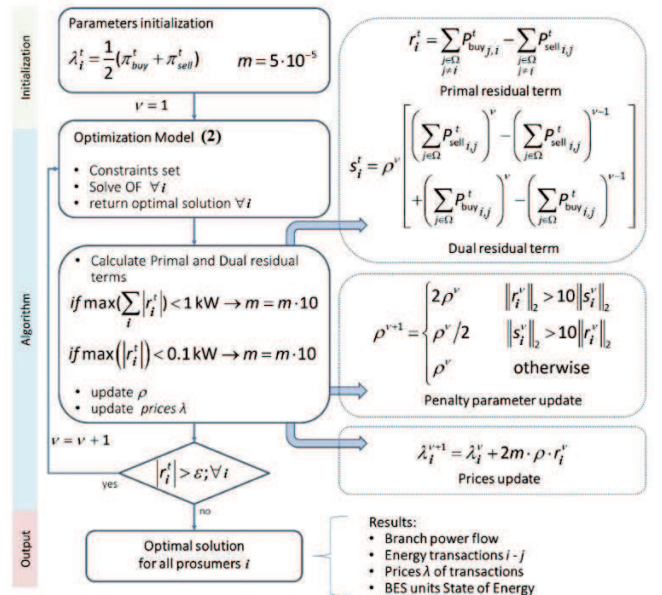 Initialization
Parameters initialization
λ_i^t = 1/2 (π_buy^t + π_sell^t) m = 5·10^-5
ν = 1
Algorithm
Optimization Model (2)
• Constraints set
• Solve OF ∀i
• return optimal solution ∀i
• Calculate Primal and Dual residual
terms
if max(∑_i |r_i^t|) < 1 kW → m = m·10
if max(|r_i^t|) < 0.1 kW → m = m·10
• update ρ
• update prices λ
ν = ν + 1
yes
|r_i^t| > ε; ∀i
no
Output
Optimal solution
for all prosumers i
r_i^t = ∑_{j∈Ω j≠i} P_buy_{j,i}^t − ∑_{j∈Ω j≠i} P_sell_{i,j}^t
Primal residual term
s_i^t = ρ^ν [ (∑_{j∈Ω} P_sell_{i,j}^t)^ν − (∑_{j∈Ω} P_sell_{i,j}^t)^{ν−1}
+ (∑_{j∈Ω} P_buy_{i,j}^t)^ν − (∑_{j∈Ω} P_buy_{i,j}^t)^{ν−1} ]
Dual residual term
ρ^{ν+1} = { 2ρ^ν ‖r_i^ν‖_2 > 10‖s_i^ν‖_2
ρ^ν / 2 ‖s_i^ν‖_2 > 10‖r_i^ν‖_2
ρ^ν otherwise
Penalty parameter update
λ_i^{ν+1} = λ_i^ν + 2m · ρ · r_i^ν
Prices update
Results:
• Branch power flow
• Energy transactions i - j
• Prices λ of transactions
• BES units State of Energy